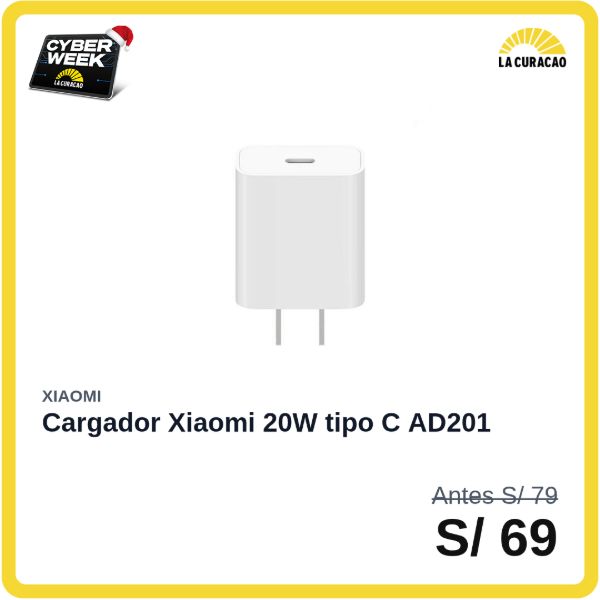 CYBER
WEEK
LA CURACAO
LA CURACAO
XIAOMI
Cargador Xiaomi 20W tipo C AD201
Antes S/ 79
S/ 69